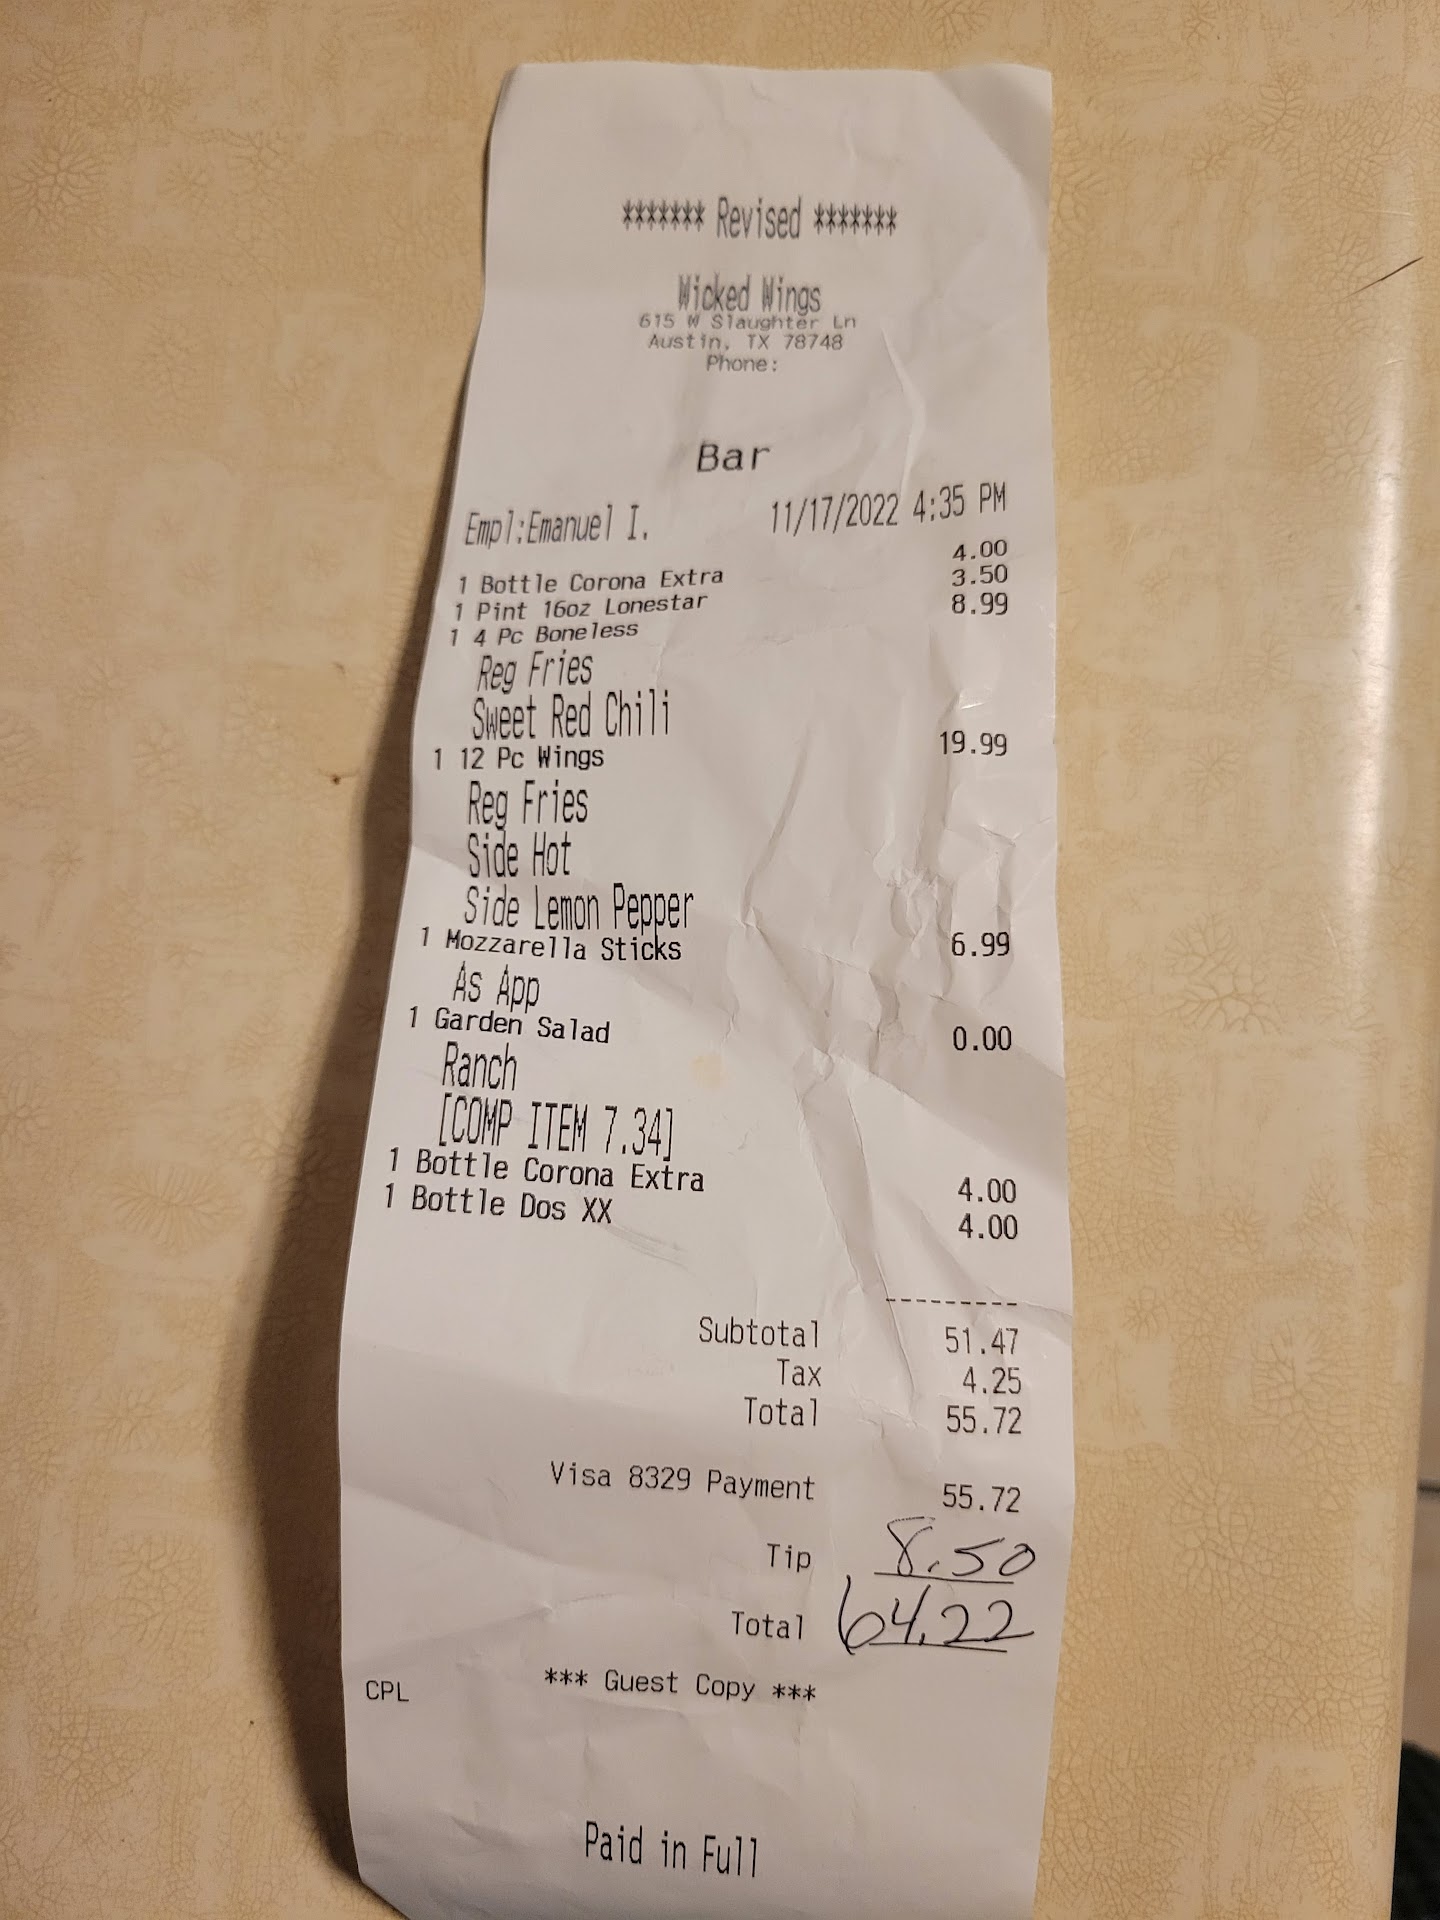 ******* Revised *******
Wicked Wings
615 W Slaughter Ln
Austin, TX 78748
Phone:
Bar
Empl:Emanuel I. 11/17/2022 4:35 PM
1 Bottle Corona Extra 4.00
1 Pint 16oz Lonestar 3.50
1 4 Pc Boneless 8.99
Reg Fries
Sweet Red Chili
1 12 Pc Wings 19.99
Reg Fries
Side Hot
Side Lemon Pepper
1 Mozzarella Sticks 6.99
As App
1 Garden Salad 0.00
Ranch
[COMP ITEM 7.34]
1 Bottle Corona Extra 4.00
1 Bottle Dos XX 4.00
---------
Subtotal 51.47
Tax 4.25
Total 55.72
Visa 8329 Payment 55.72
Tip 8.50
Total 64.22
*** Guest Copy ***
CPL
Paid in Full